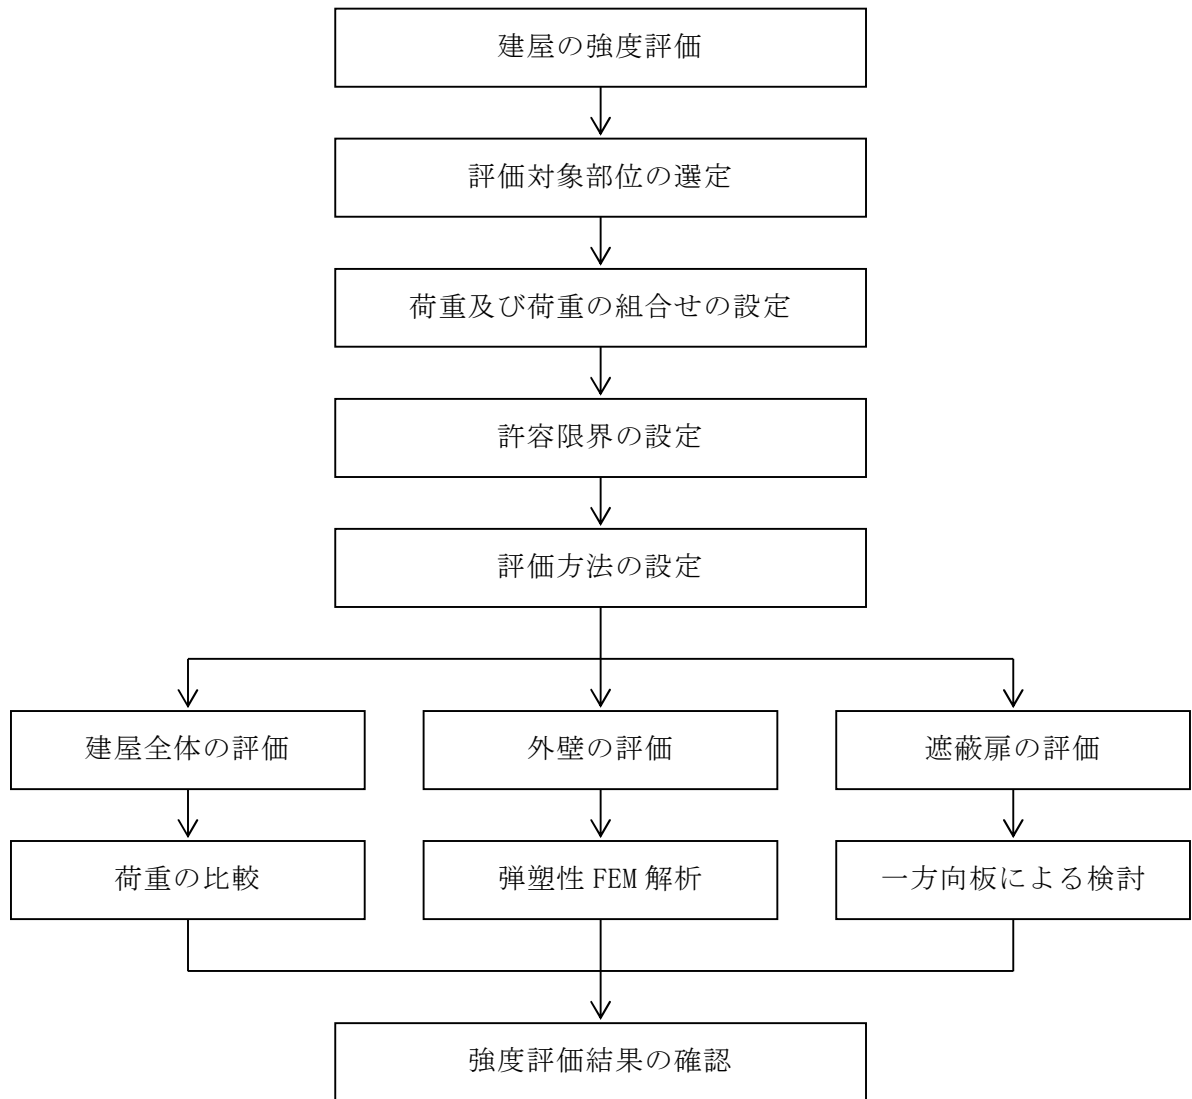 建屋の強度評価
評価対象部位の選定
荷重及び荷重の組合せの設定
許容限界の設定
評価方法の設定
建屋全体の評価
外壁の評価
遮蔽扉の評価
荷重の比較
弾塑性 FEM 解析
一方向板による検討
強度評価結果の確認